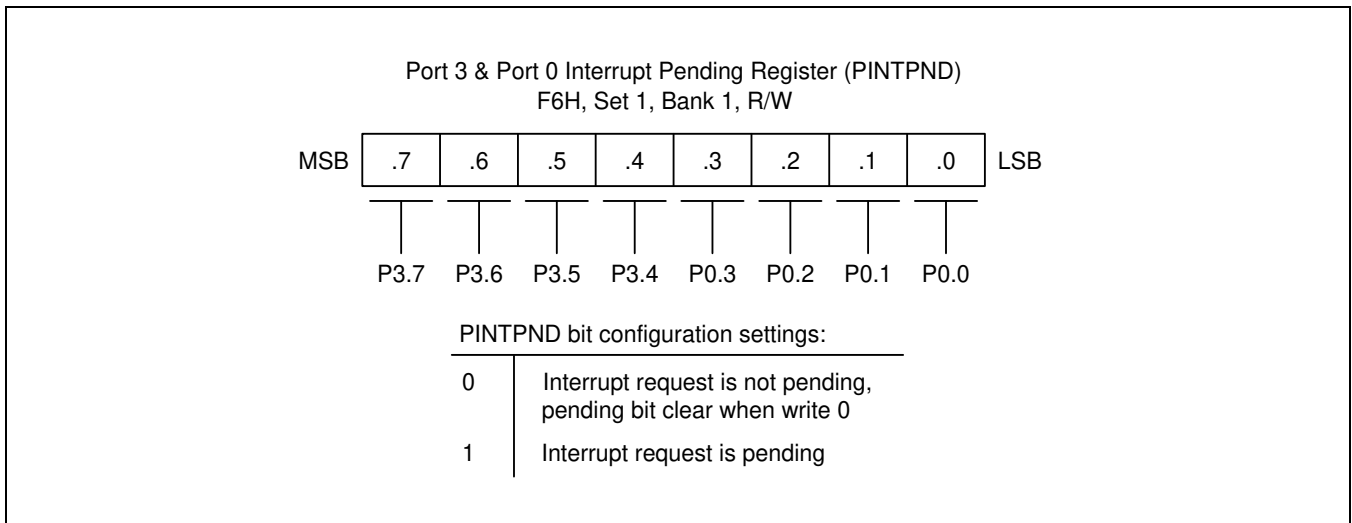 Port 3 & Port 0 Interrupt Pending Register (PINTPND)
F6H, Set 1, Bank 1, R/W
MSB .7 .6 .5 .4 .3 .2 .1 .0 LSB
P3.7 P3.6 P3.5 P3.4 P0.3 P0.2 P0.1 P0.0
PINTPND bit configuration settings:
0 Interrupt request is not pending,
pending bit clear when write 0
1 Interrupt request is pending